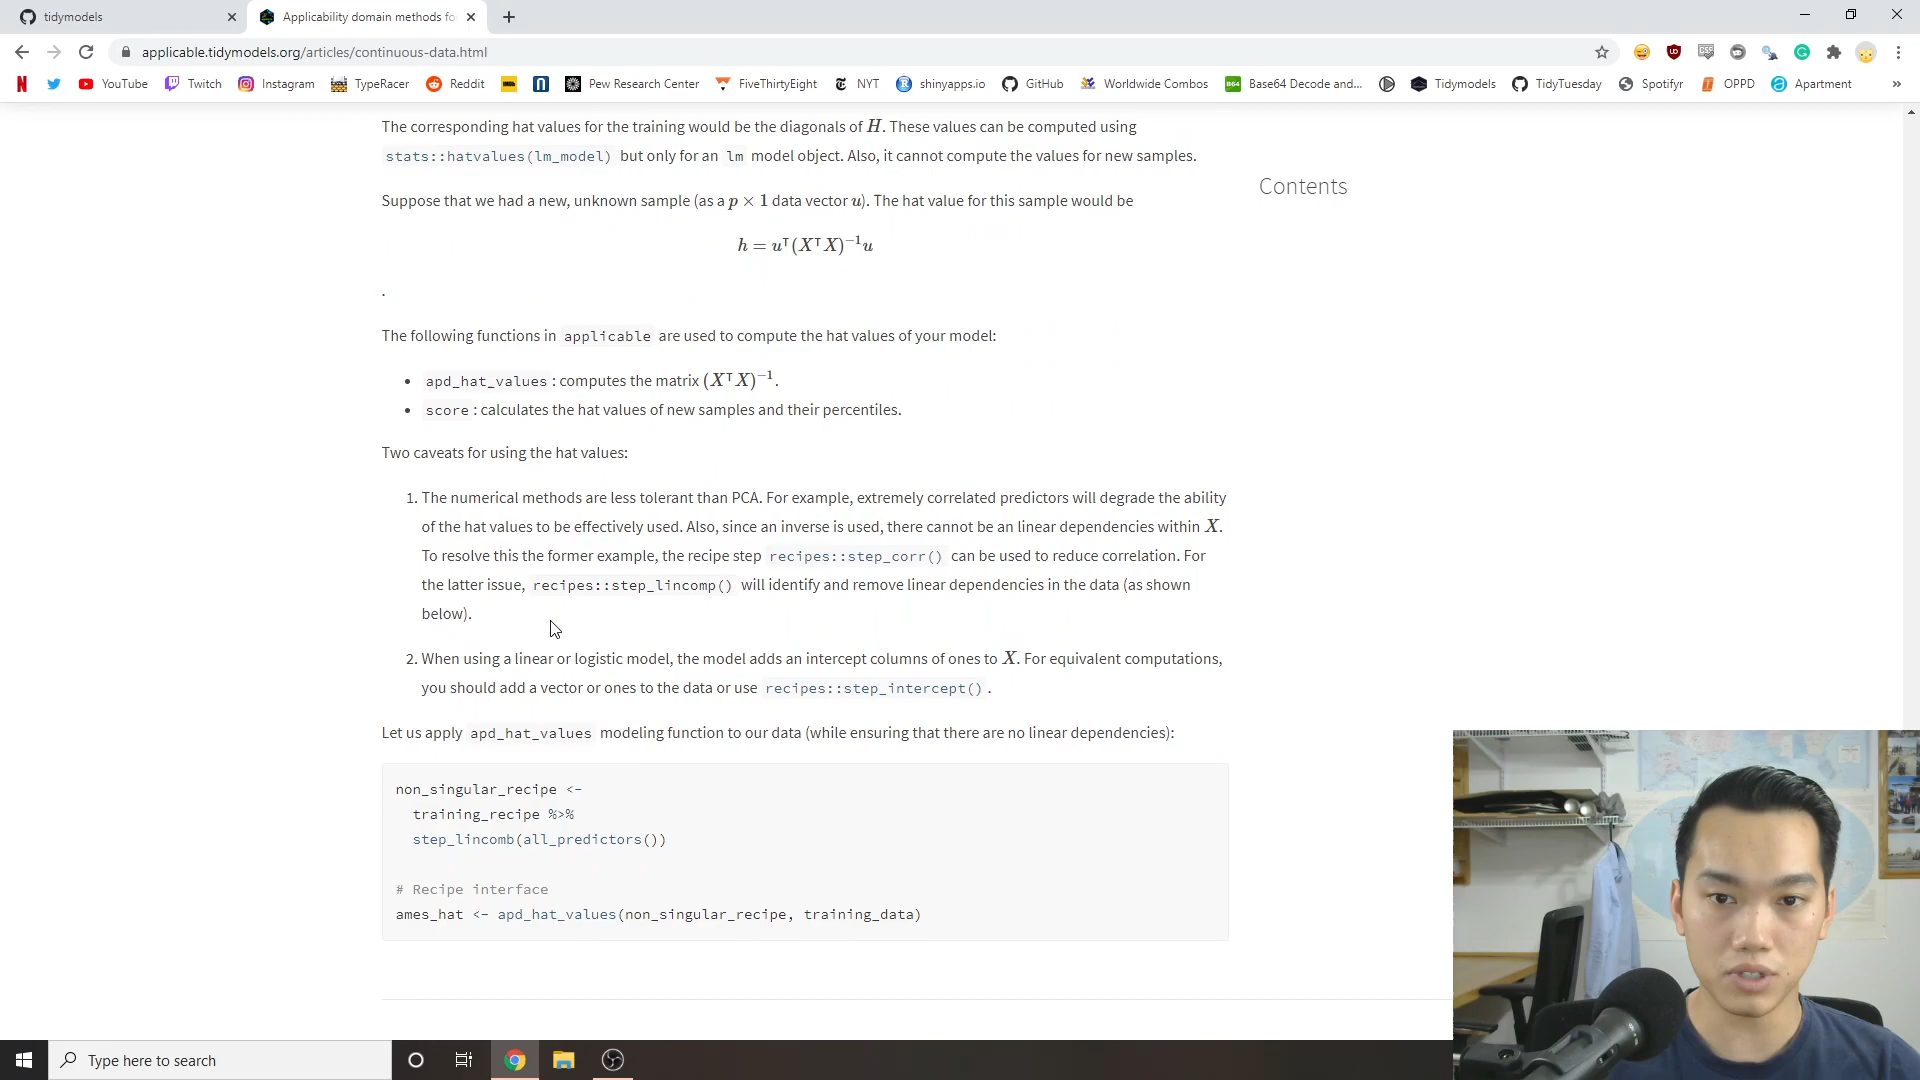 tidymodels
Applicability domain methods fo
applicable.tidymodels.org/articles/continuous-data.html
YouTube Twitch Instagram TypeRacer Reddit Pew Research Center FiveThirtyEight NYT shinyapps.io GitHub Worldwide Combos Base64 Decode and... Tidymodels TidyTuesday Spotifyr OPPD Apartment »
The corresponding hat values for the training would be the diagonals of H. These values can be computed using
stats::hatvalues(lm_model) but only for an lm model object. Also, it cannot compute the values for new samples.
Contents
Suppose that we had a new, unknown sample (as a p × 1 data vector u). The hat value for this sample would be
h = u⊺(X⊺X)⁻¹u
.
The following functions in applicable are used to compute the hat values of your model:
• apd_hat_values : computes the matrix (X⊺X)⁻¹.
• score : calculates the hat values of new samples and their percentiles.
Two caveats for using the hat values:
1. The numerical methods are less tolerant than PCA. For example, extremely correlated predictors will degrade the ability
of the hat values to be effectively used. Also, since an inverse is used, there cannot be an linear dependencies within X.
To resolve this the former example, the recipe step recipes::step_corr() can be used to reduce correlation. For
the latter issue, recipes::step_lincomp() will identify and remove linear dependencies in the data (as shown
below).
2. When using a linear or logistic model, the model adds an intercept columns of ones to X. For equivalent computations,
you should add a vector or ones to the data or use recipes::step_intercept() .
Let us apply apd_hat_values modeling function to our data (while ensuring that there are no linear dependencies):
non_singular_recipe <-
training_recipe %>%
step_lincomb(all_predictors())
# Recipe interface
ames_hat <- apd_hat_values(non_singular_recipe, training_data)
Type here to search